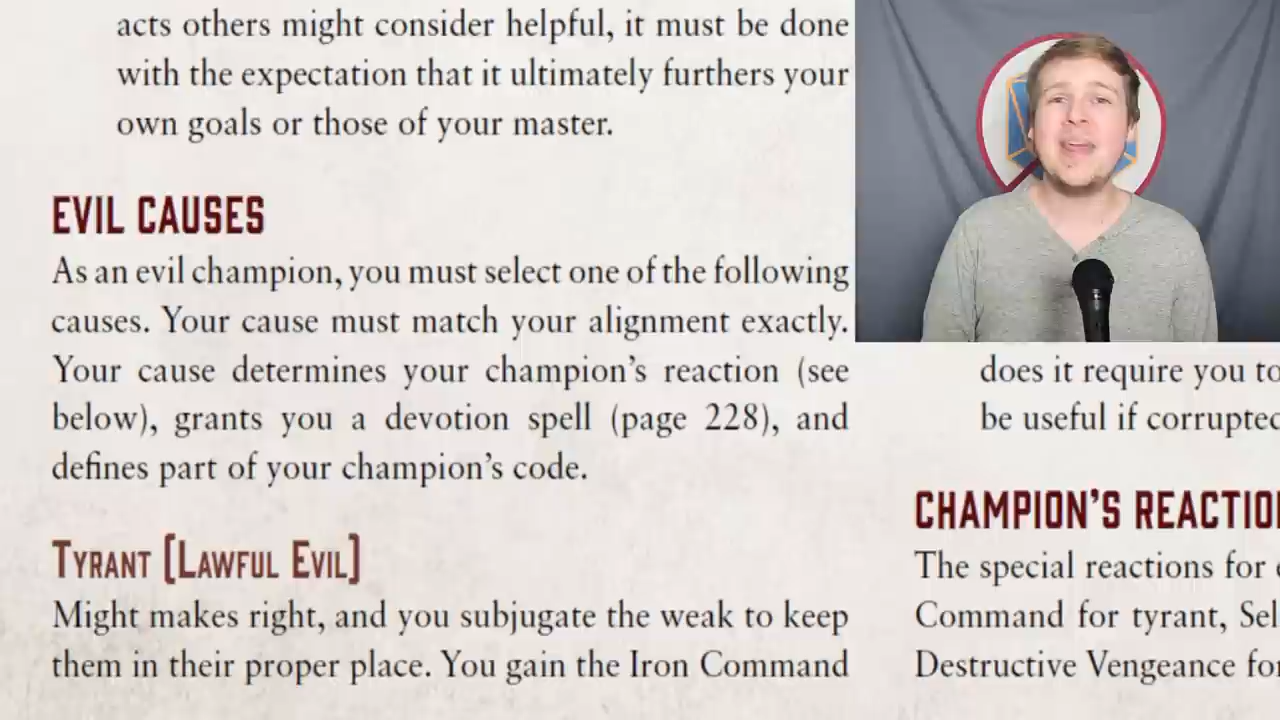 acts others might consider helpful, it must be done
with the expectation that it ultimately furthers your
own goals or those of your master.
EVIL CAUSES
As an evil champion, you must select one of the following
causes. Your cause must match your alignment exactly.
Your cause determines your champion's reaction (see
below), grants you a devotion spell (page 228), and
defines part of your champion's code.
TYRANT [LAWFUL EVIL]
Might makes right, and you subjugate the weak to keep
them in their proper place. You gain the Iron Command
does it require you to
be useful if corrupted
CHAMPION'S REACTIO
The special reactions for
Command for tyrant, Sel
Destructive Vengeance for